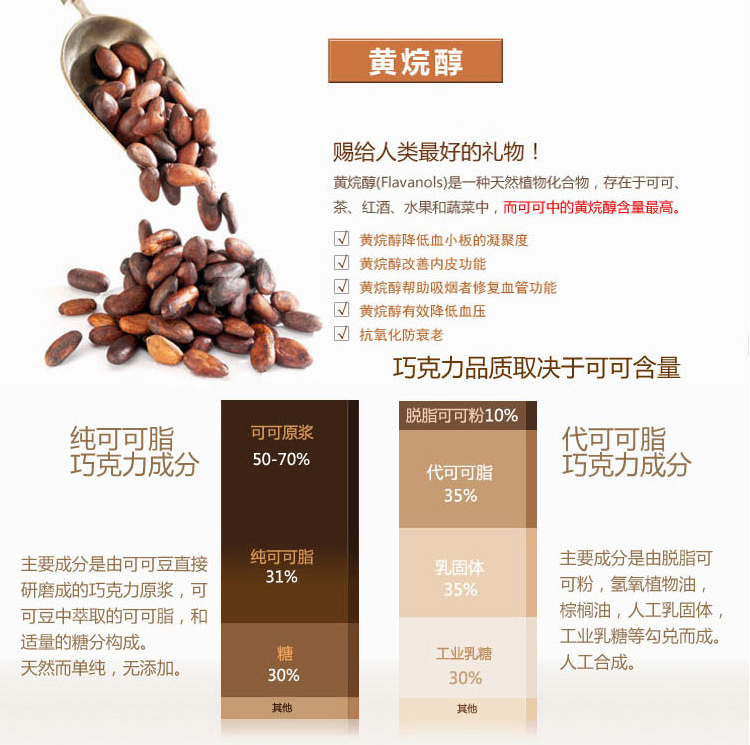 黄烷醇
赐给人类最好的礼物！
黄烷醇(Flavanols)是一种天然植物化合物，存在于可可、
茶、红酒、水果和蔬菜中，而可可中的黄烷醇含量最高。
黄烷醇降低血小板的凝聚度
黄烷醇改善内皮功能
黄烷醇帮助吸烟者修复血管功能
黄烷醇有效降低血压
抗氧化防衰老
巧克力品质取决于可可含量
纯可可脂
巧克力成分
主要成分是由可可豆直接
研磨成的巧克力原浆，可
可豆中萃取的可可脂，和
适量的糖分构成。
天然而单纯，无添加。
可可原浆
50-70%
纯可可脂
31%
糖
30%
其他
脱脂可可粉10%
代可可脂
35%
乳固体
35%
工业乳糖
30%
其他
代可可脂
巧克力成分
主要成分是由脱脂可
可粉，氢氧植物油，
棕榈油，人工乳固体，
工业乳糖等勾兑而成。
人工合成。